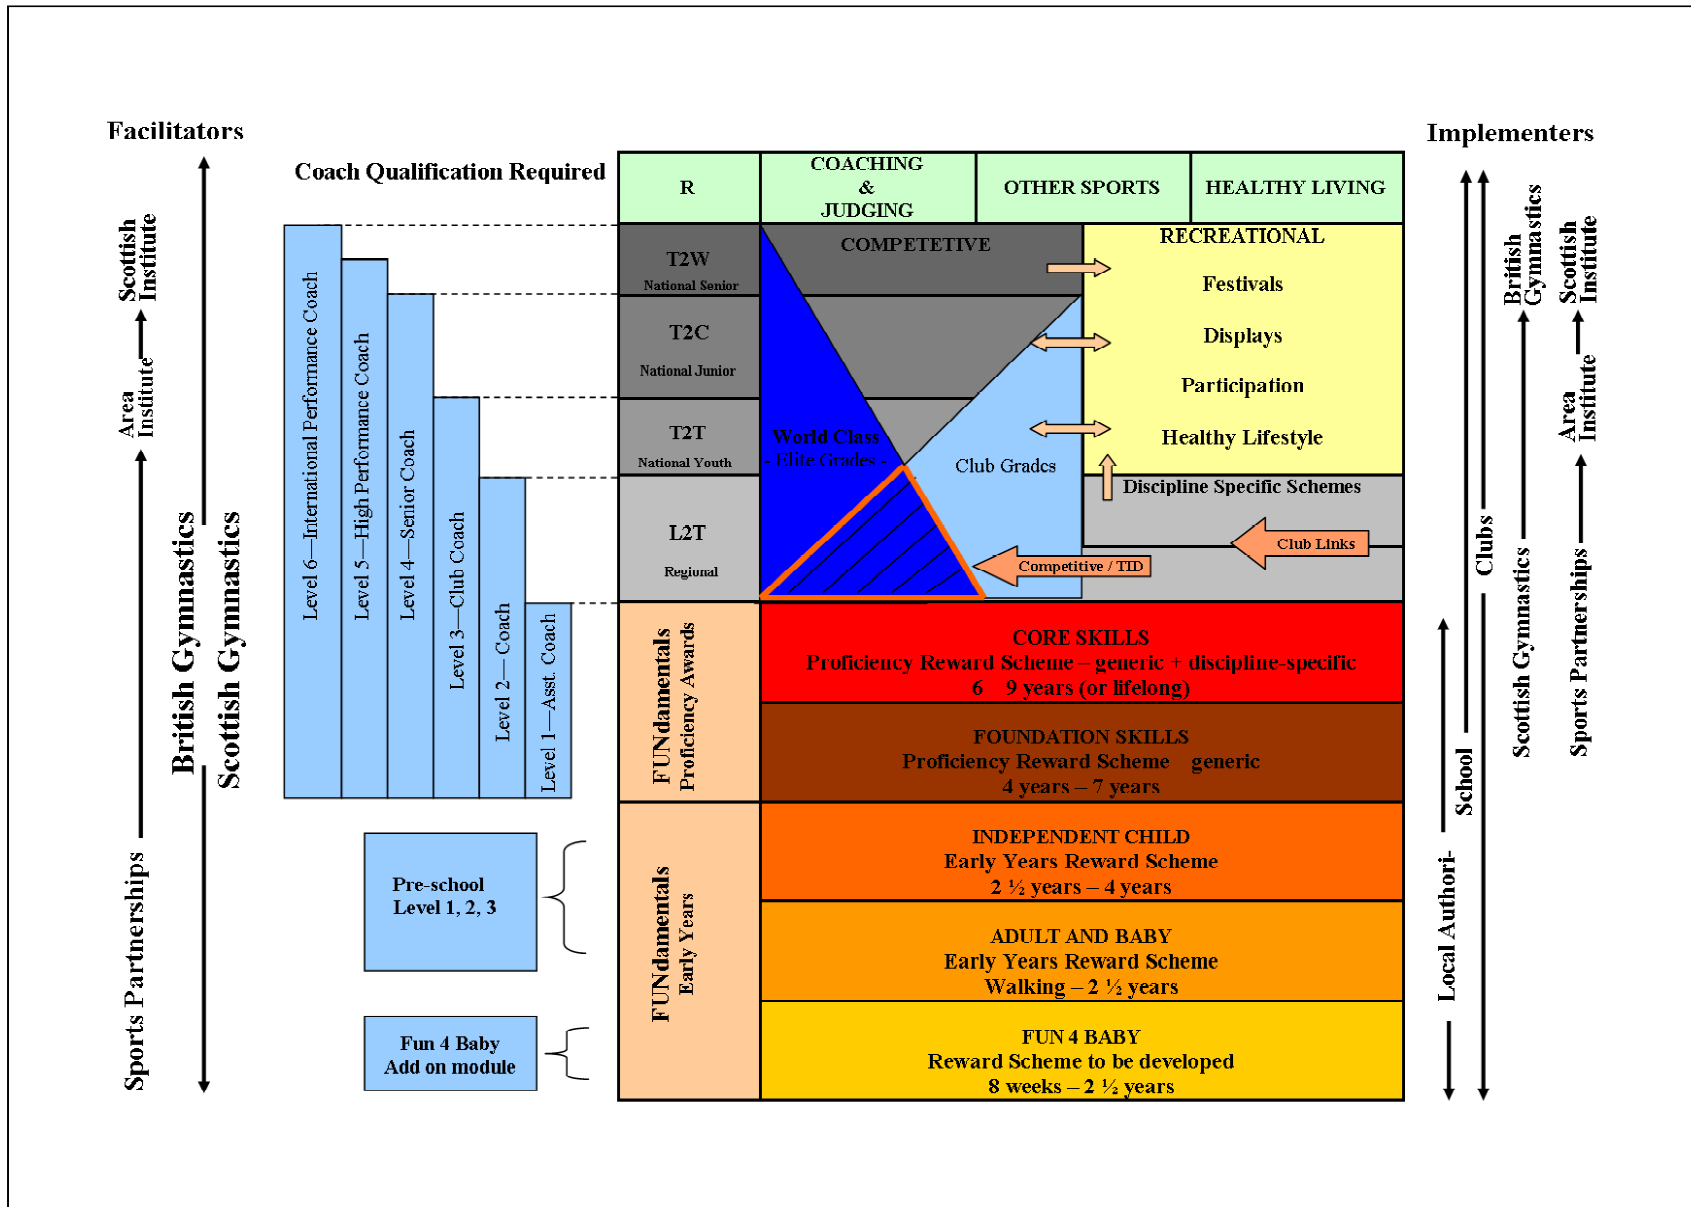 Facilitators
Implementers
Coach Qualification Required
R
COACHING
&
JUDGING
OTHER SPORTS
HEALTHY LIVING
Scottish
Institute
Area
Institute
Sports Partnerships
British Gymnastics
Scottish Gymnastics
Level 6—International Performance Coach
Level 5—High Performance Coach
Level 4—Senior Coach
Level 3—Club Coach
Level 2— Coach
Level 1—Asst. Coach
T2W
National Senior
T2C
National Junior
T2T
National Youth
L2T
Regional
COMPETETIVE
World Class
- Elite Grades -
Club Grades
RECREATIONAL
Festivals
Displays
Participation
Healthy Lifestyle
Discipline Specific Schemes
Club Links
Competitive / TID
FUNdamentals
Proficiency Awards
CORE SKILLS
Proficiency Reward Scheme – generic + discipline-specific
6 9 years (or lifelong)
FOUNDATION SKILLS
Proficiency Reward Scheme generic
4 years – 7 years
Pre-school
Level 1, 2, 3
Fun 4 Baby
Add on module
FUNdamentals
Early Years
INDEPENDENT CHILD
Early Years Reward Scheme
2 ½ years – 4 years
ADULT AND BABY
Early Years Reward Scheme
Walking – 2 ½ years
FUN 4 BABY
Reward Scheme to be developed
8 weeks – 2 ½ years
Local Authori-
School
Clubs
Scottish Gymnastics
British
Gymnastics
Sports Partnerships
Area
Institute
Scottish
Institute